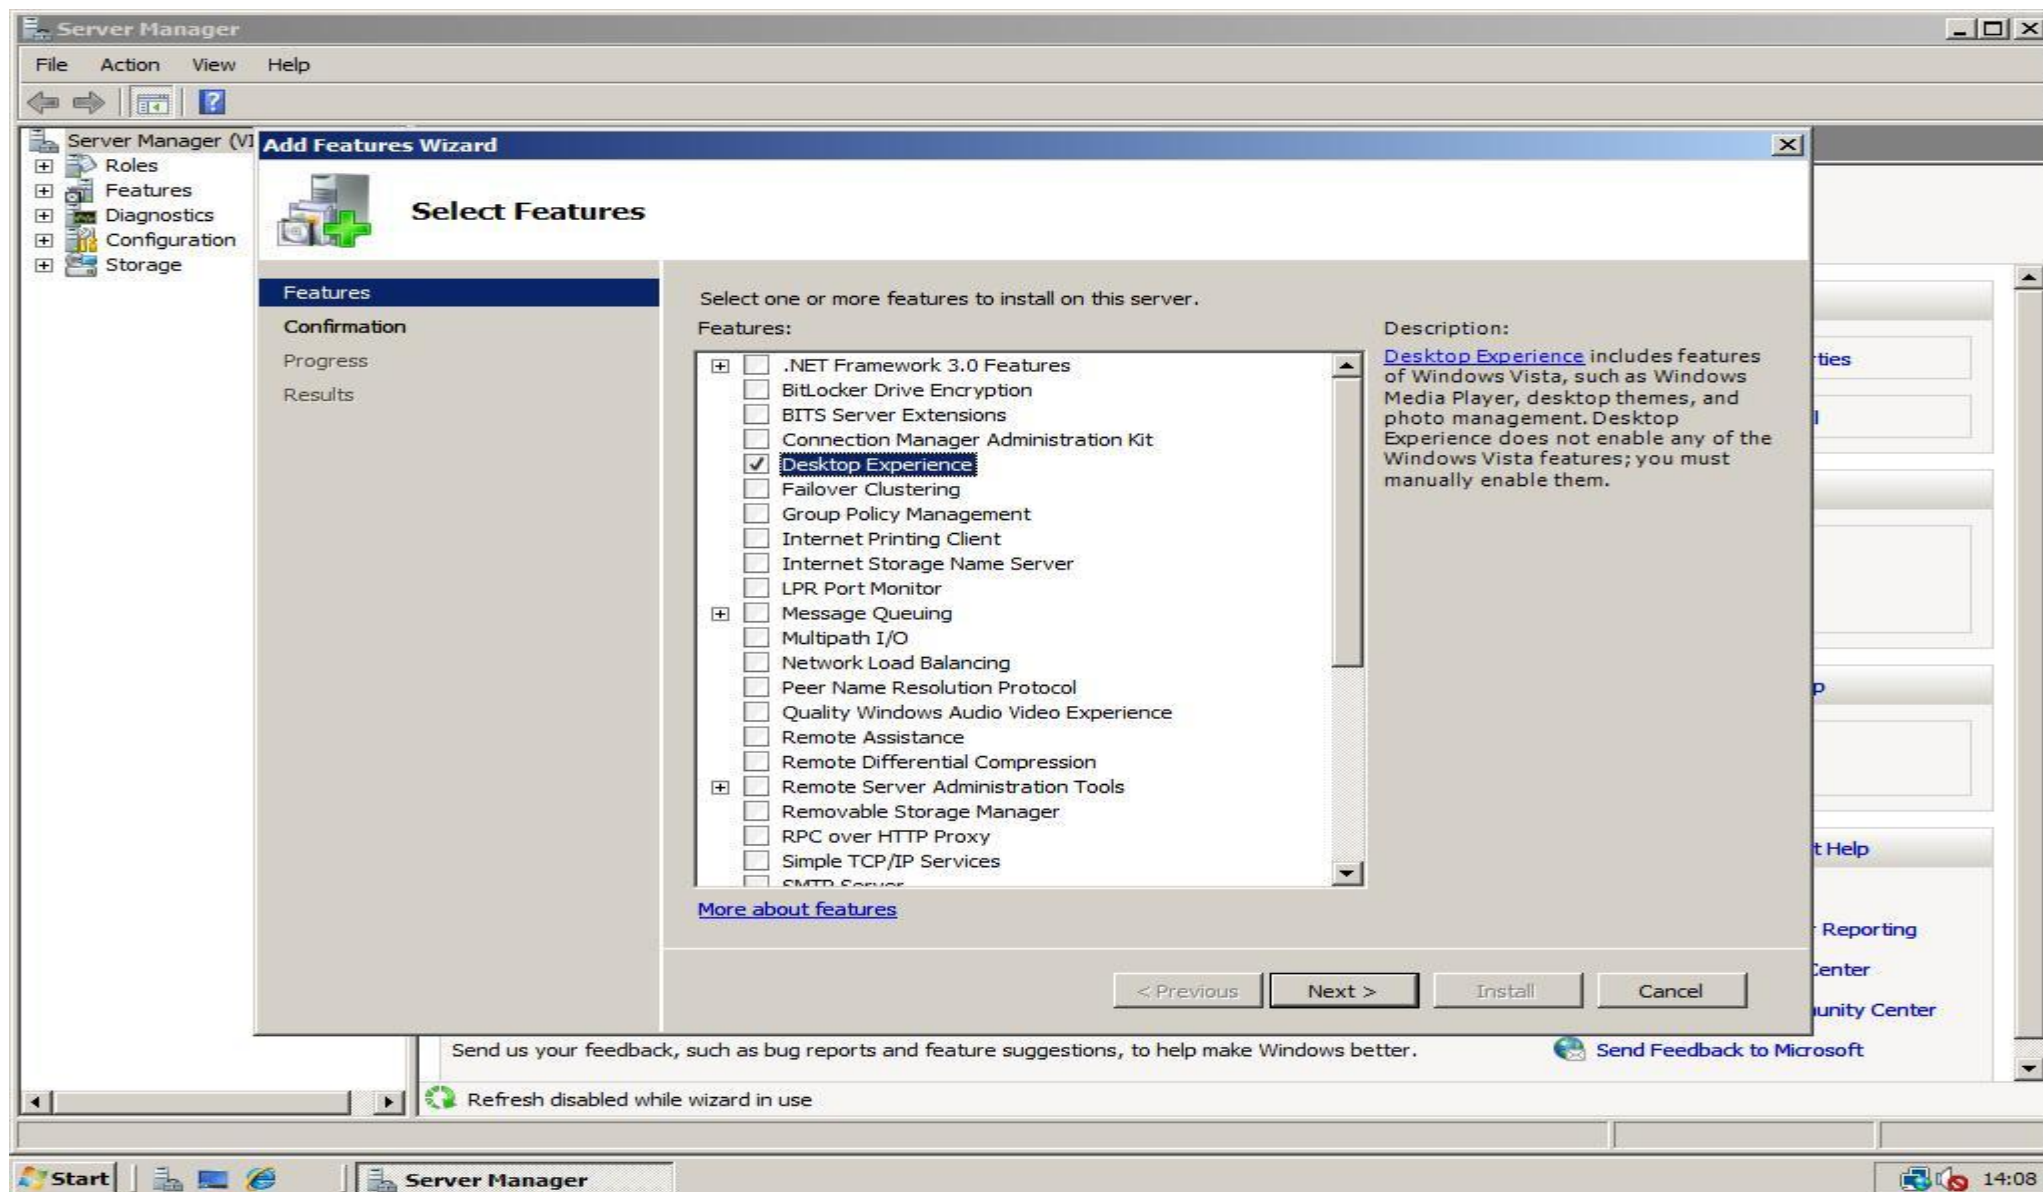 Server Manager
File Action View Help
Server Manager (VI
Roles
Features
Diagnostics
Configuration
Storage
Add Features Wizard
Select Features
Features
Confirmation
Progress
Results
Select one or more features to install on this server.
Features:
.NET Framework 3.0 Features
BitLocker Drive Encryption
BITS Server Extensions
Connection Manager Administration Kit
Desktop Experience
Failover Clustering
Group Policy Management
Internet Printing Client
Internet Storage Name Server
LPR Port Monitor
Message Queuing
Multipath I/O
Network Load Balancing
Peer Name Resolution Protocol
Quality Windows Audio Video Experience
Remote Assistance
Remote Differential Compression
Remote Server Administration Tools
Removable Storage Manager
RPC over HTTP Proxy
Simple TCP/IP Services
SMTP Server
More about features
Description:
Desktop Experience includes features
of Windows Vista, such as Windows
Media Player, desktop themes, and
photo management. Desktop
Experience does not enable any of the
Windows Vista features; you must
manually enable them.
< Previous Next > Install Cancel
ties
l
p
t Help
Reporting
Center
unity Center
Send us your feedback, such as bug reports and feature suggestions, to help make Windows better.
Send Feedback to Microsoft
Refresh disabled while wizard in use
Start
Server Manager
14:08